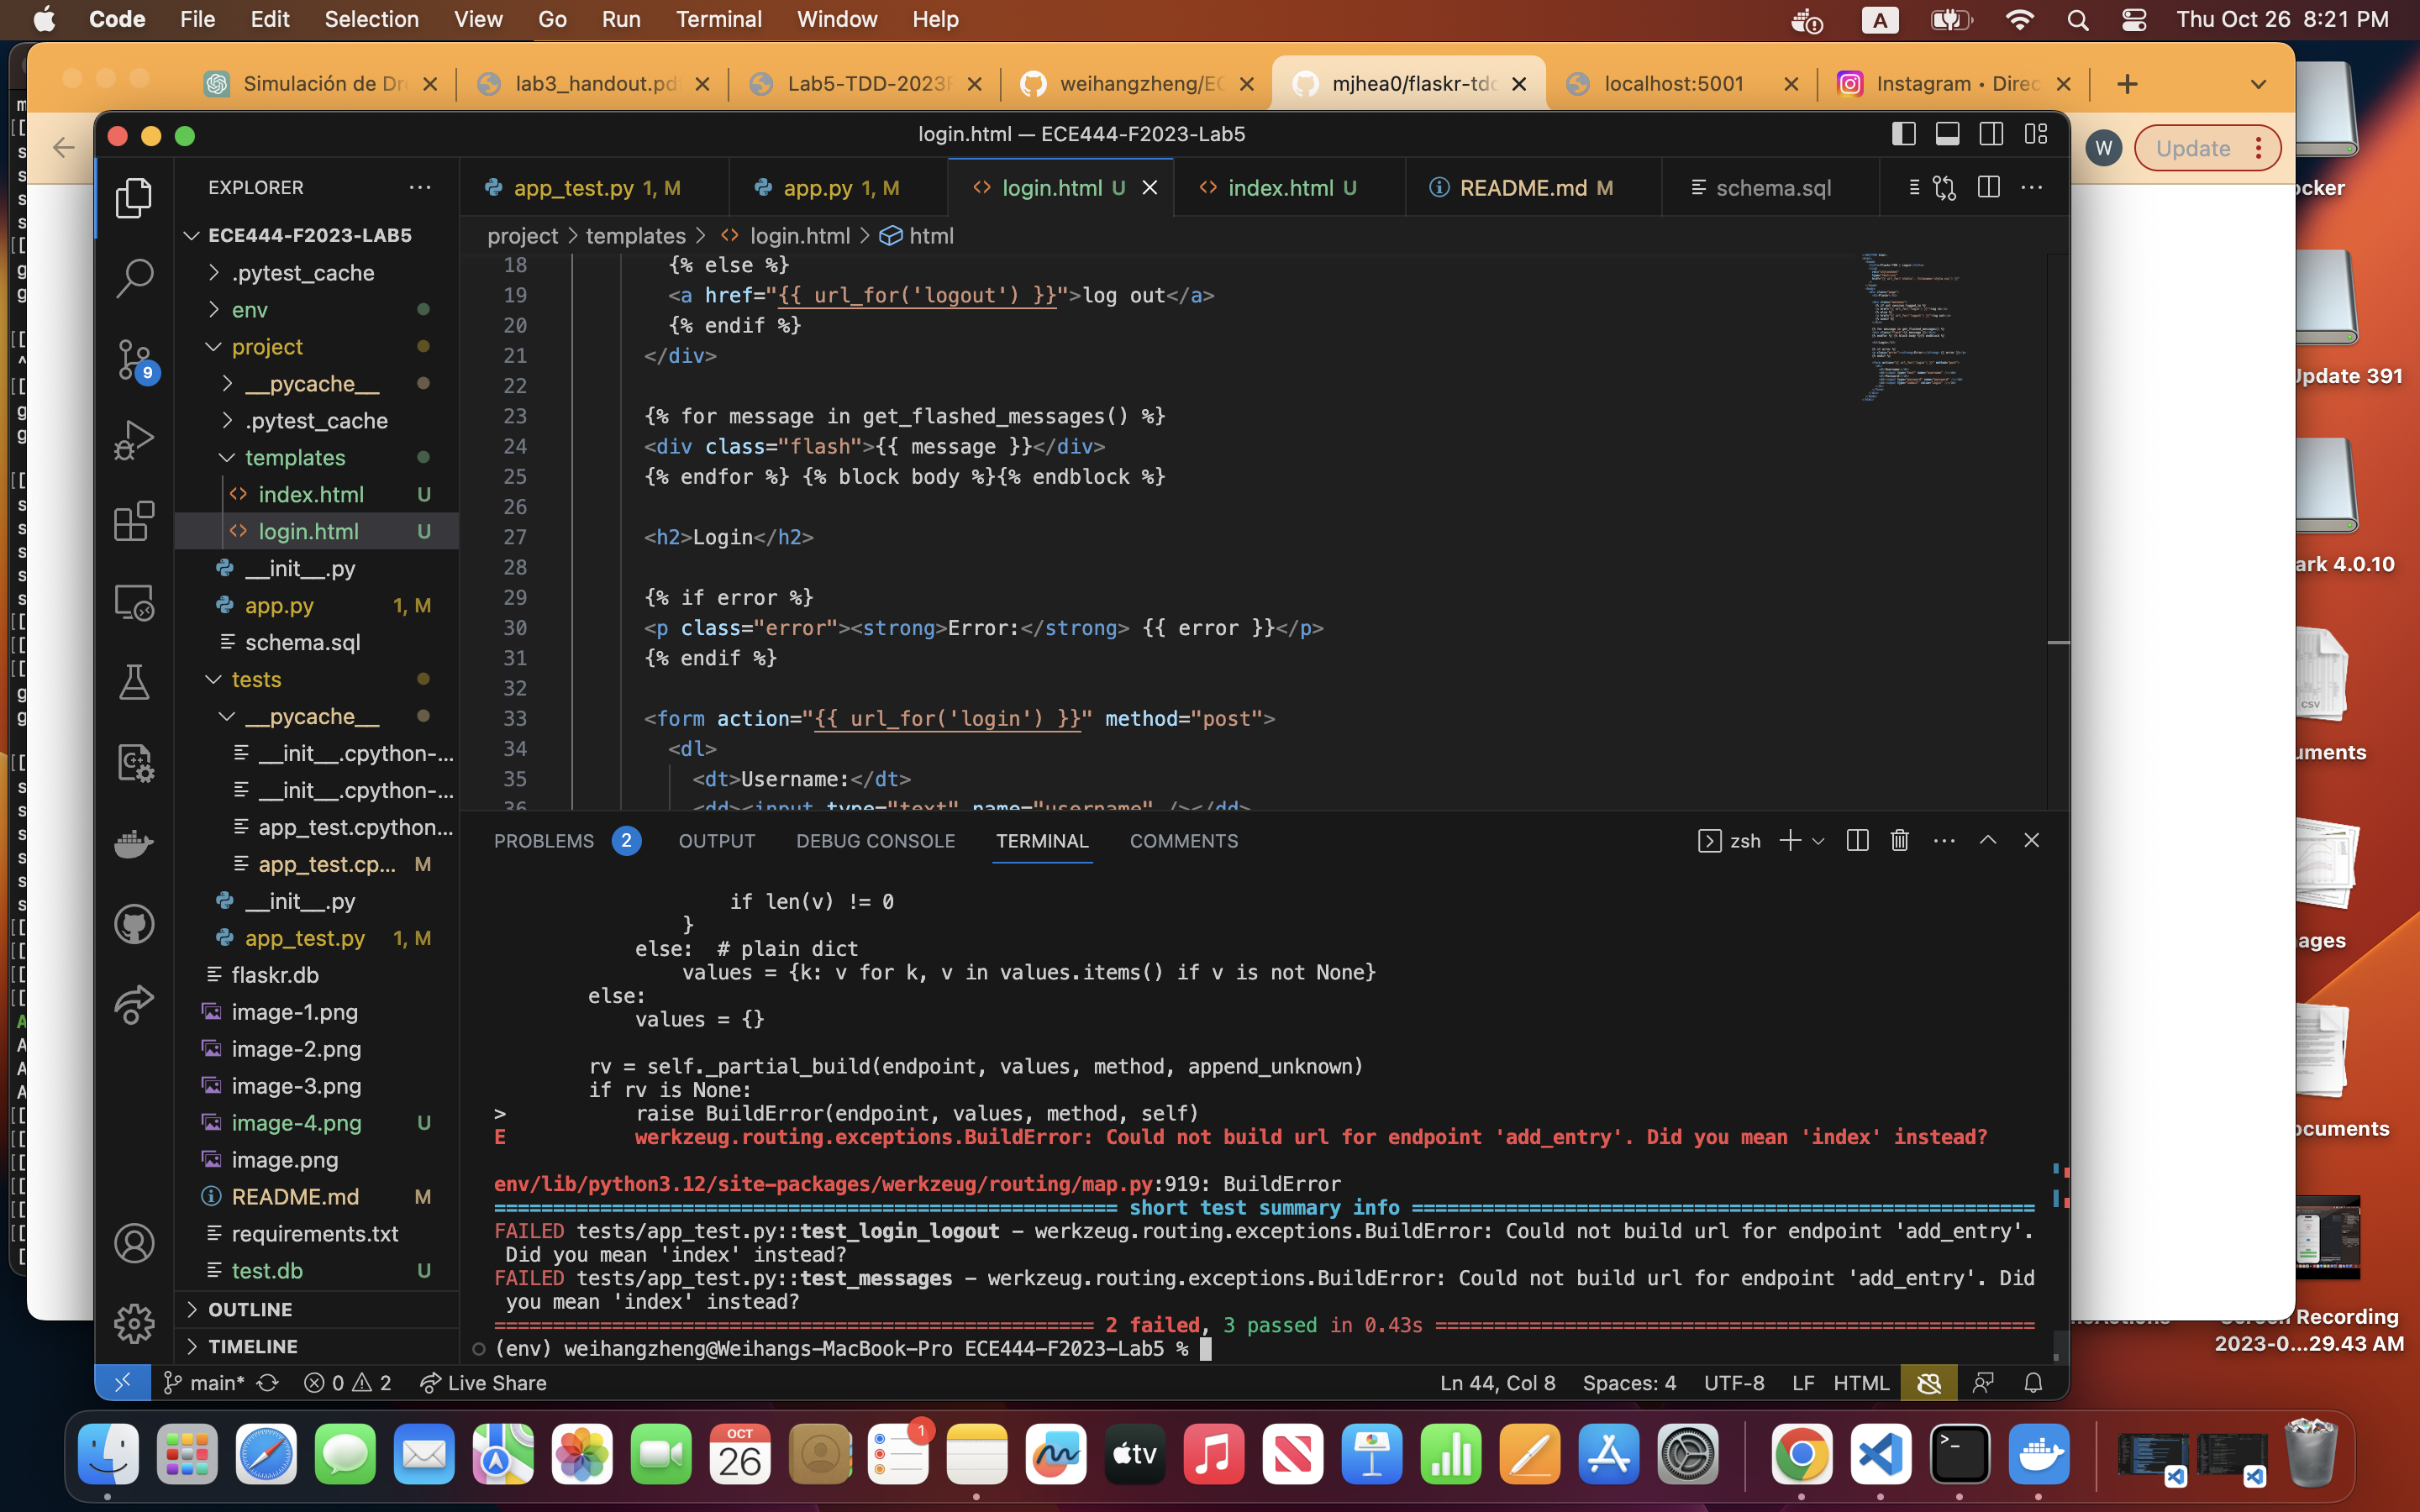 Code File Edit Selection View Go Run Terminal Window Help A Thu Oct 26 8:21 PM
Simulación de Dr lab3_handout.pd Lab5-TDD-2023F weihangzheng/EC mjhea0/flaskr-tdd localhost:5001 Instagram • Direc
login.html — ECE444-F2023-Lab5
W Update
EXPLORER
app_test.py 1, M app.py 1, M login.html U index.html U README.md M schema.sql
project > templates > login.html > html
ECE444-F2023-LAB5
.pytest_cache
env
project
__pycache__
.pytest_cache
templates
index.html U
login.html U
__init__.py
app.py 1, M
schema.sql
tests
__pycache__
__init__.cpython-...
__init__.cpython-...
app_test.cpython...
app_test.cp... M
__init__.py
app_test.py 1, M
flaskr.db
image-1.png
image-2.png
image-3.png
image-4.png U
image.png
README.md M
requirements.txt
test.db U
OUTLINE
TIMELINE
9
18 {% else %}
19 <a href="{{ url_for('logout') }}">log out</a>
20 {% endif %}
21 </div>
22
23 {% for message in get_flashed_messages() %}
24 <div class="flash">{{ message }}</div>
25 {% endfor %} {% block body %}{% endblock %}
26
27 <h2>Login</h2>
28
29 {% if error %}
30 <p class="error"><strong>Error:</strong> {{ error }}</p>
31 {% endif %}
32
33 <form action="{{ url_for('login') }}" method="post">
34 <dl>
35 <dt>Username:</dt>
36 <dd><input type="text" name="username" /></dd>
PROBLEMS 2 OUTPUT DEBUG CONSOLE TERMINAL COMMENTS zsh
if len(v) != 0
}
else:  # plain dict
values = {k: v for k, v in values.items() if v is not None}
else:
values = {}
rv = self._partial_build(endpoint, values, method, append_unknown)
if rv is None:
> raise BuildError(endpoint, values, method, self)
E werkzeug.routing.exceptions.BuildError: Could not build url for endpoint 'add_entry'. Did you mean 'index' instead?
env/lib/python3.12/site-packages/werkzeug/routing/map.py:919: BuildError
short test summary info
FAILED tests/app_test.py::test_login_logout - werkzeug.routing.exceptions.BuildError: Could not build url for endpoint 'add_entry'.
Did you mean 'index' instead?
FAILED tests/app_test.py::test_messages - werkzeug.routing.exceptions.BuildError: Could not build url for endpoint 'add_entry'. Did
you mean 'index' instead?
2 failed, 3 passed in 0.43s
(env) weihangzheng@Weihangs-MacBook-Pro ECE444-F2023-Lab5 %
main* 0 2 Live Share Ln 44, Col 8 Spaces: 4 UTF-8 LF HTML
ocker
Update 391
ark 4.0.10
CSV
uments
ages
ocuments
Screen Recording
2023-0...29.43 AM
OCT
26
1
tv